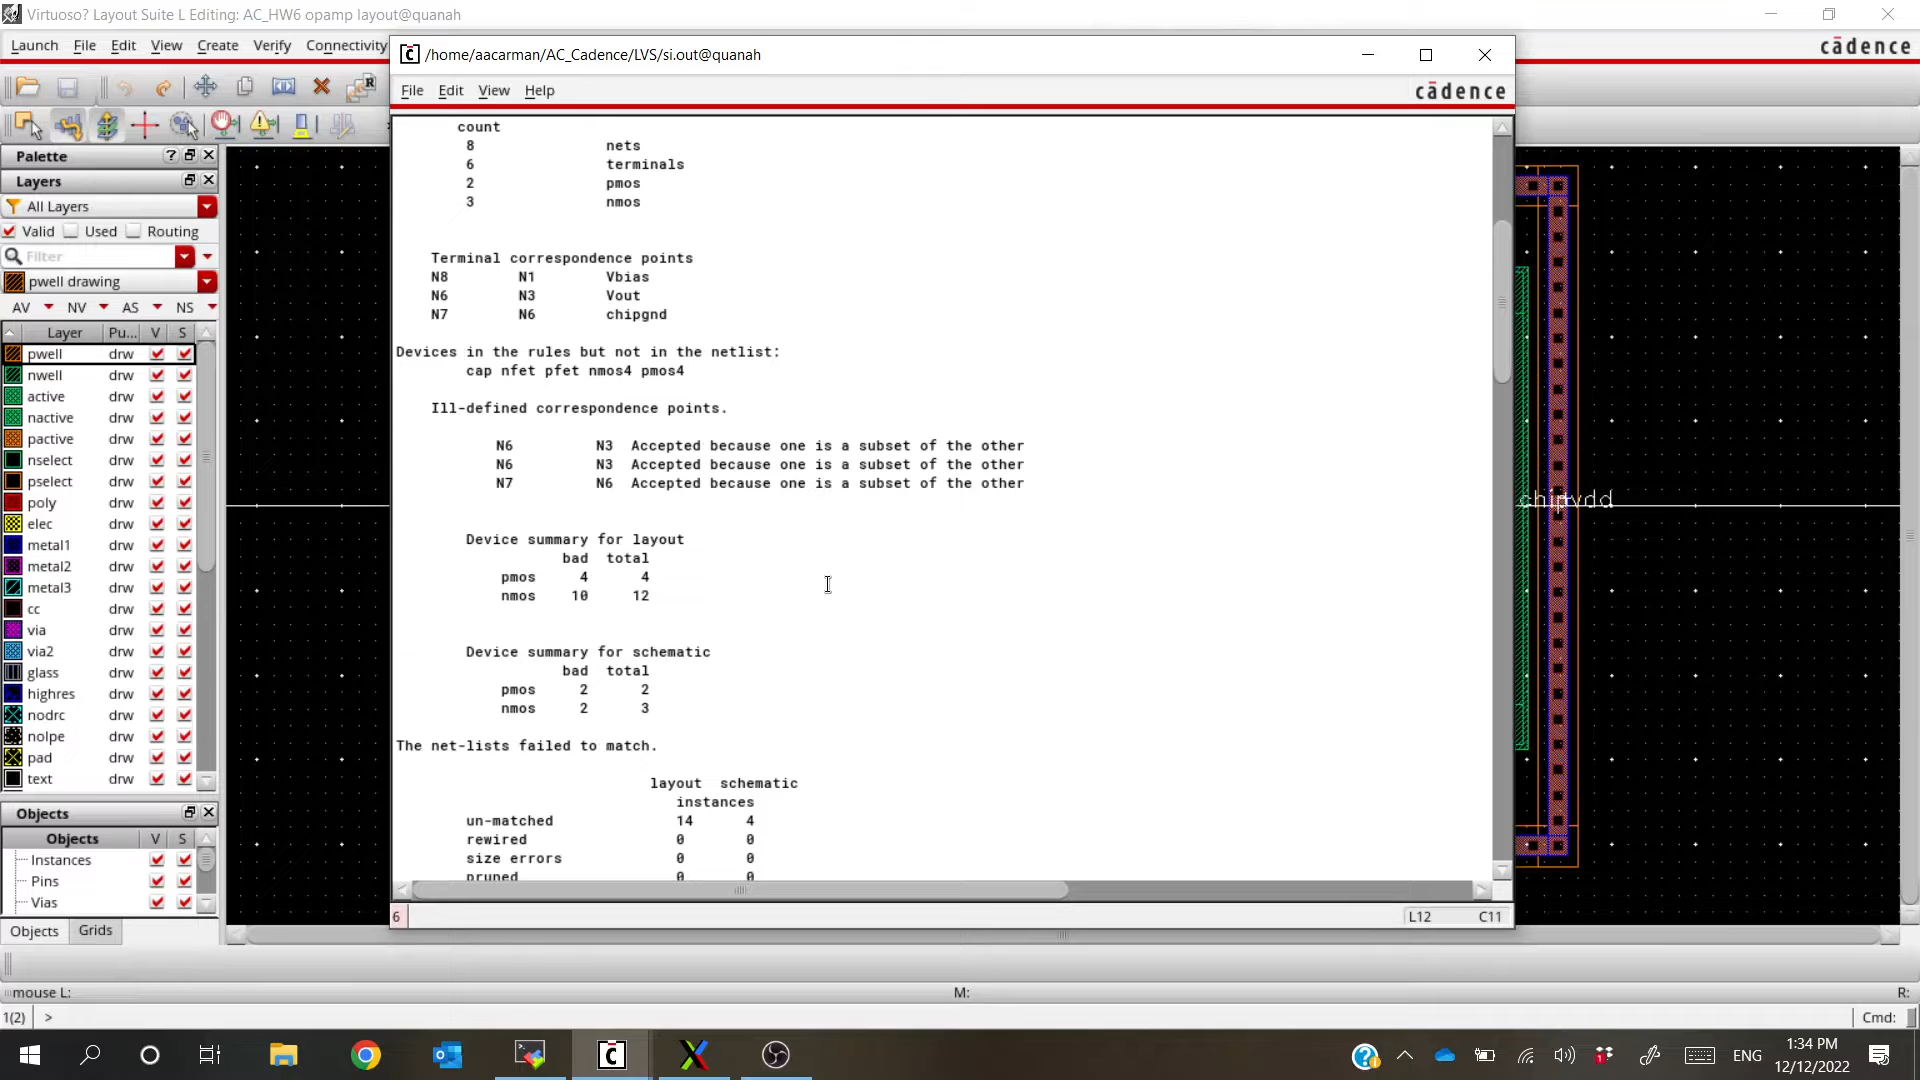 Virtuoso? Layout Suite L Editing: AC_HW6 opamp layout@quanah
Launch File Edit View Create Verify Connectivity
cādence
/home/aacarman/AC_Cadence/LVS/si.out@quanah
File Edit View Help
cādence
count
8 nets
6 terminals
2 pmos
3 nmos
Terminal correspondence points
N8 N1 Vbias
N6 N3 Vout
N7 N6 chipgnd
Devices in the rules but not in the netlist:
cap nfet pfet nmos4 pmos4
Ill-defined correspondence points.
N6 N3 Accepted because one is a subset of the other
N6 N3 Accepted because one is a subset of the other
N7 N6 Accepted because one is a subset of the other
Device summary for layout
bad total
pmos 4 4
nmos 10 12
Device summary for schematic
bad total
pmos 2 2
nmos 2 3
The net-lists failed to match.
layout schematic
instances
un-matched 14 4
rewired 0 0
size errors 0 0
pruned 0 0
6
L12 C11
Palette
Layers
All Layers
Valid Used Routing
Filter
pwell drawing
AV NV AS NS
Layer Pu... V S
pwell drw
nwell drw
active drw
nactive drw
pactive drw
nselect drw
pselect drw
poly drw
elec drw
metal1 drw
metal2 drw
metal3 drw
cc drw
via drw
via2 drw
glass drw
highres drw
nodrc drw
nolpe drw
pad drw
text drw
Objects
Objects V S
Instances
Pins
Vias
Objects Grids
chipvdd
mouse L: M: R:
1(2) > Cmd:
ENG
1:34 PM
12/12/2022